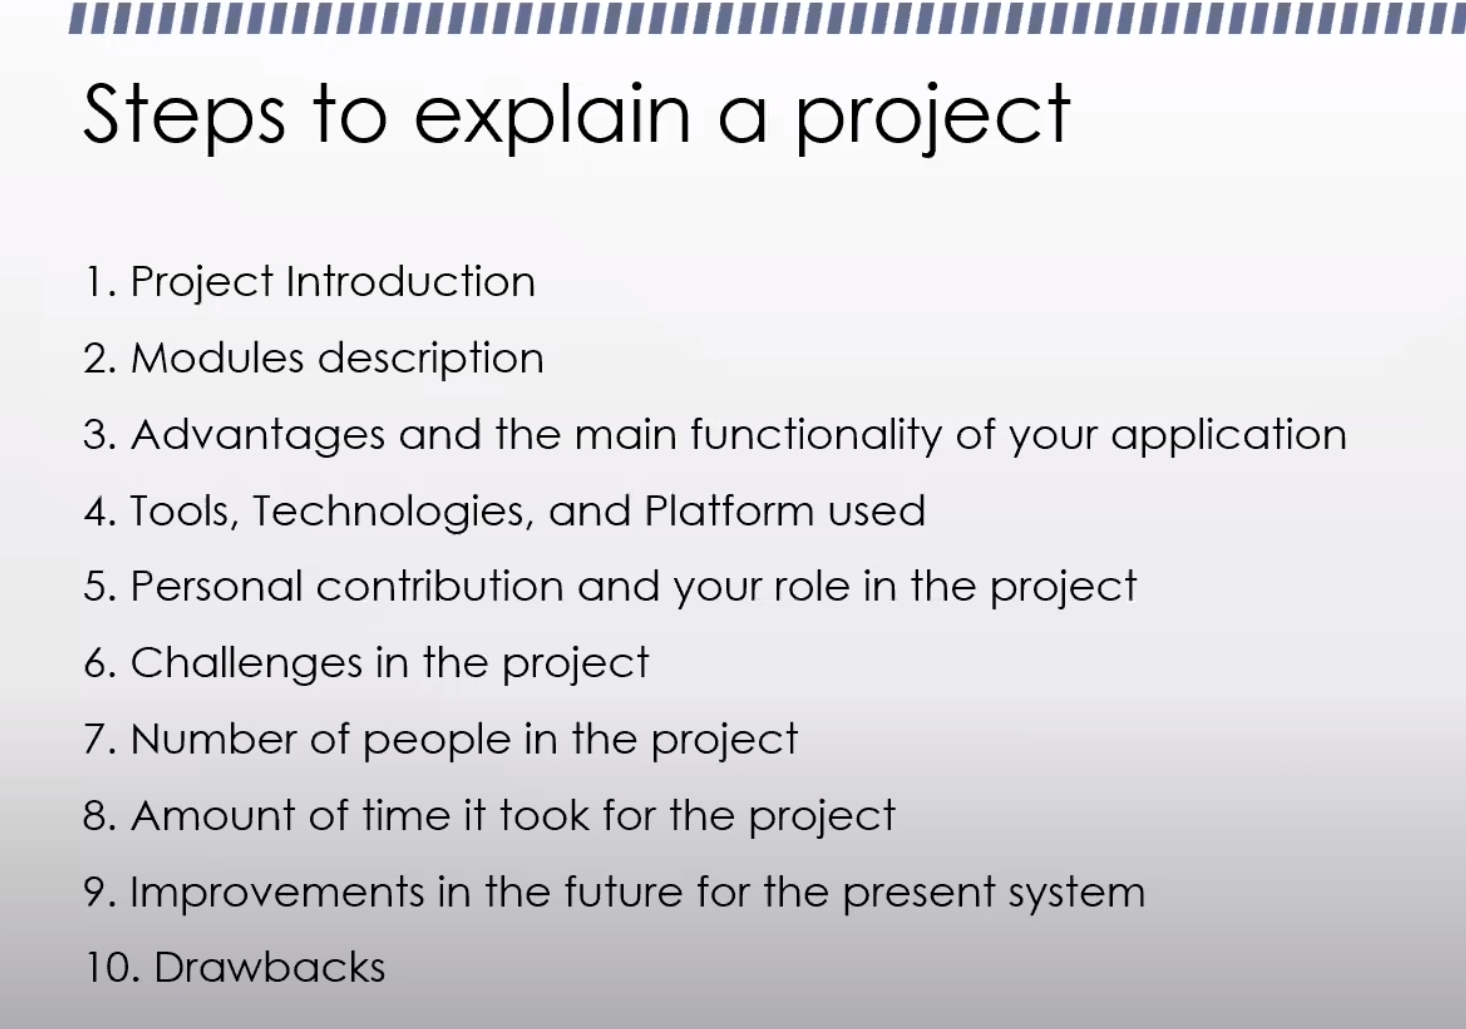 Steps to explain a project
1. Project Introduction
2. Modules description
3. Advantages and the main functionality of your application
4. Tools, Technologies, and Platform used
5. Personal contribution and your role in the project
6. Challenges in the project
7. Number of people in the project
8. Amount of time it took for the project
9. Improvements in the future for the present system
10. Drawbacks